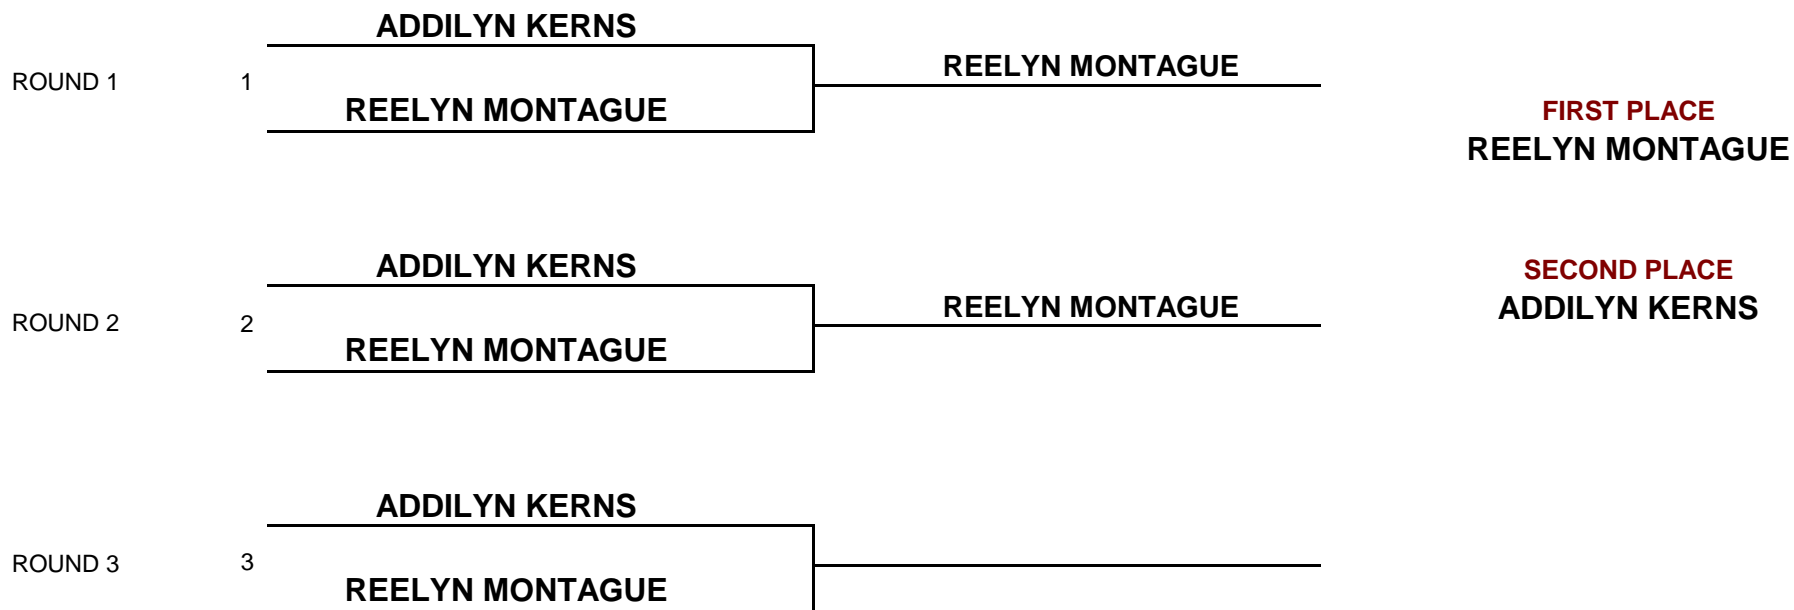 ADDILYN KERNS
ROUND 1 1 REELYN MONTAGUE
REELYN MONTAGUE
FIRST PLACE
REELYN MONTAGUE
ADDILYN KERNS
SECOND PLACE
ROUND 2 2 REELYN MONTAGUE
ADDILYN KERNS
REELYN MONTAGUE
ADDILYN KERNS
ROUND 3 3
REELYN MONTAGUE